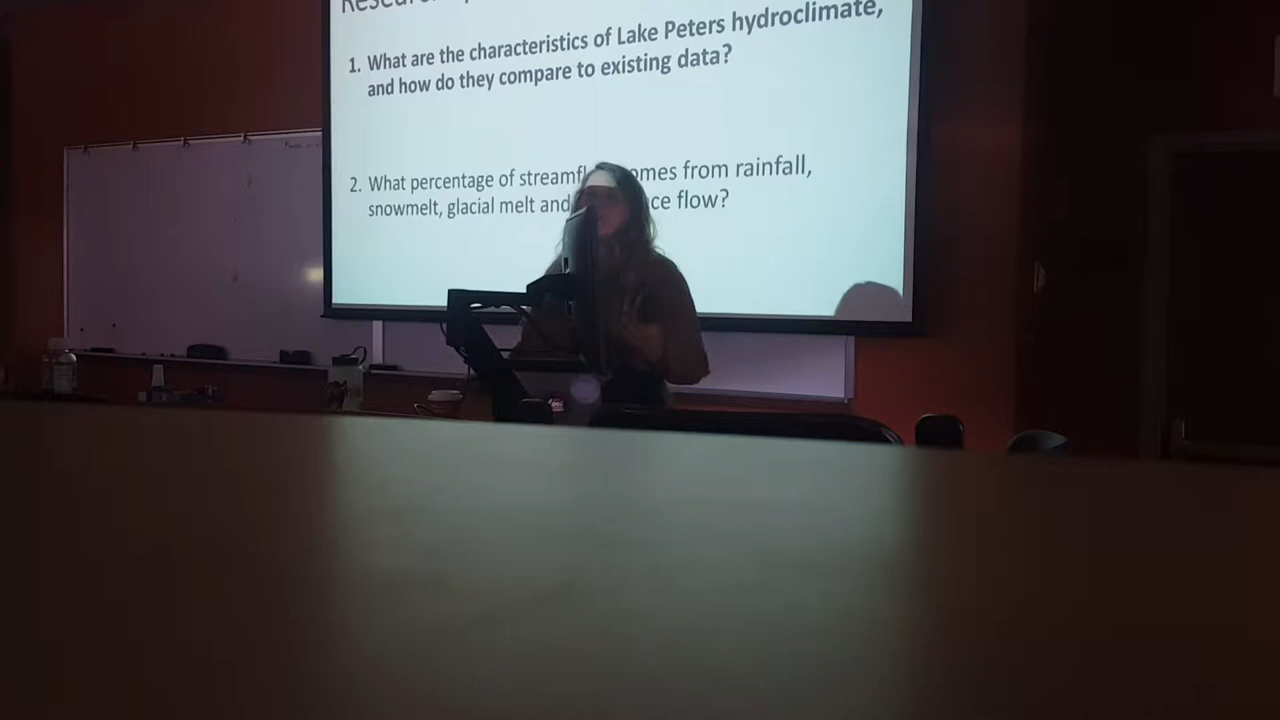 1. What are the characteristics of Lake Peters hydroclimate,
and how do they compare to existing data?
2. What percentage of streamfl omes from rainfall,
snowmelt, glacial melt and ce flow?